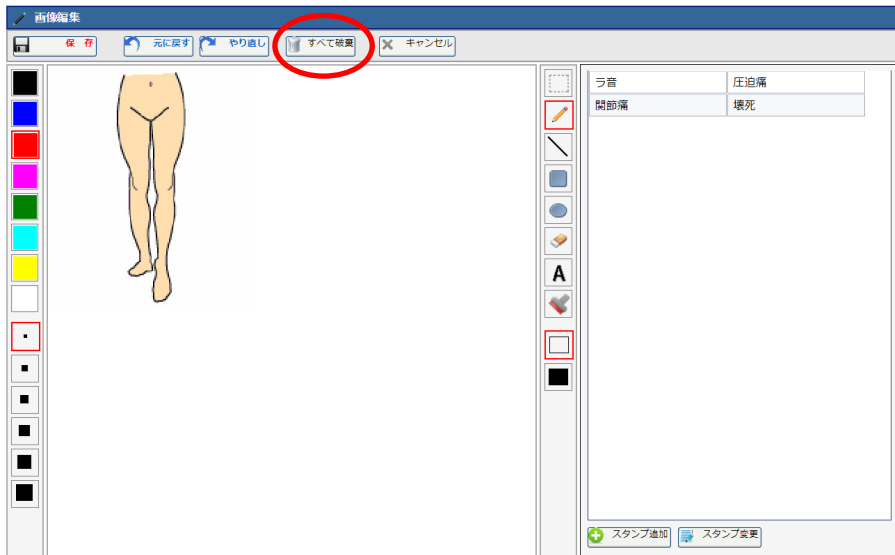 画像編集
保 存 元に戻す やり直し すべて破棄 キャンセル
ラ音 圧迫痛
関節痛 壊死
A
スタンプ追加 スタンプ変更